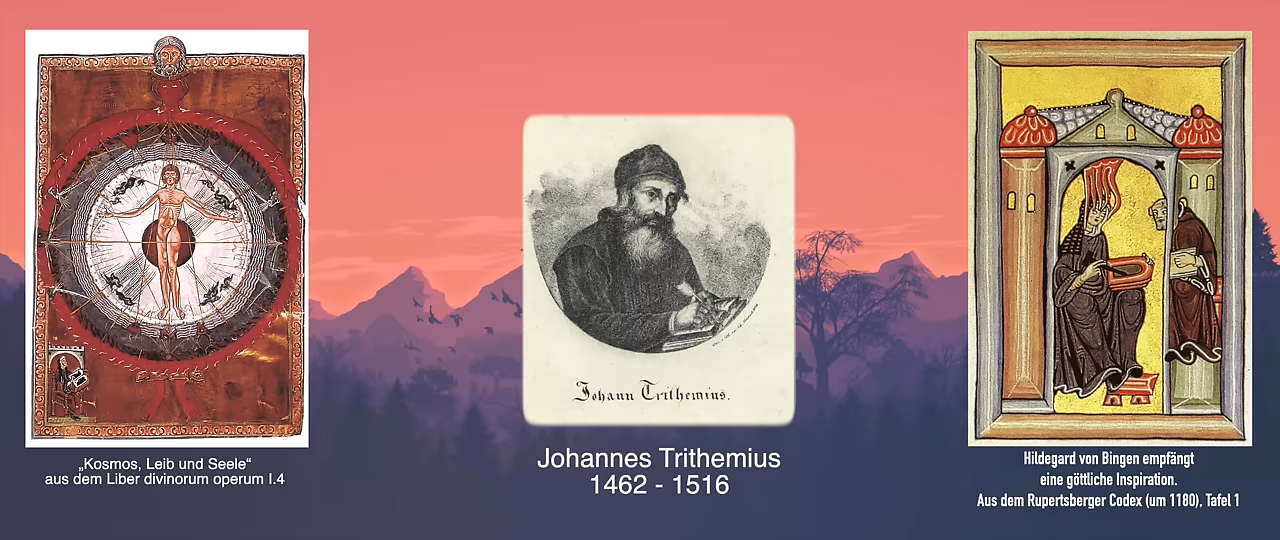 „Kosmos, Leib und Seele“
aus dem Liber divinorum operum I.4
Johann Trithemius.
Johannes Trithemius
1462 - 1516
Hildegard von Bingen empfängt
eine göttliche Inspiration.
Aus dem Rupertsberger Codex (um 1180), Tafel 1